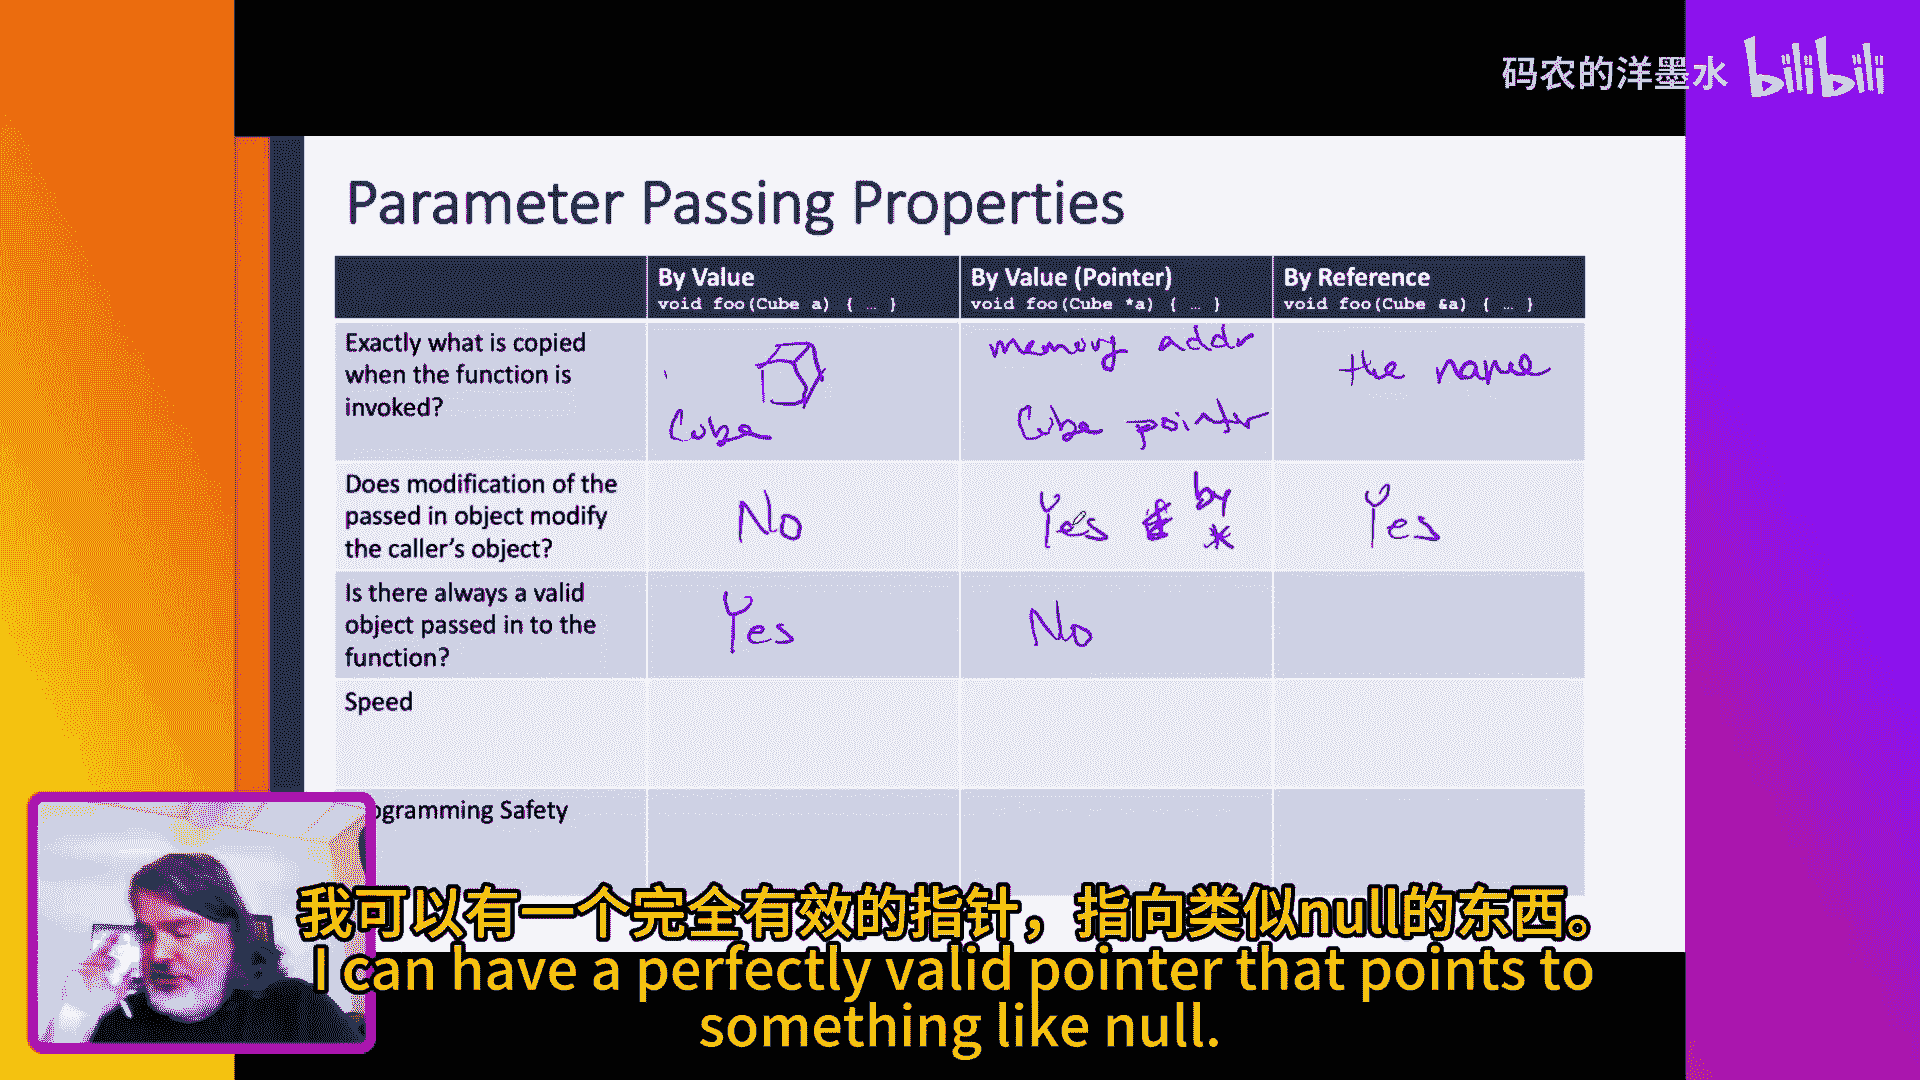 码农的洋墨水 bilibili
Parameter Passing Properties
By Value
void foo(Cube a) { … }
By Value (Pointer)
void foo(Cube *a) { … }
By Reference
void foo(Cube &a) { … }
Exactly what is copied
when the function is
invoked?
Cube
memory addr
Cube pointer
the name
Does modification of the
passed in object modify
the caller's object?
No
Yes by
*
Yes
Is there always a valid
object passed in to the
function?
Yes
No
Speed
ogramming Safety
我可以有一个完全有效的指针，指向类似null的东西。
I can have a perfectly valid pointer that points to
something like null.